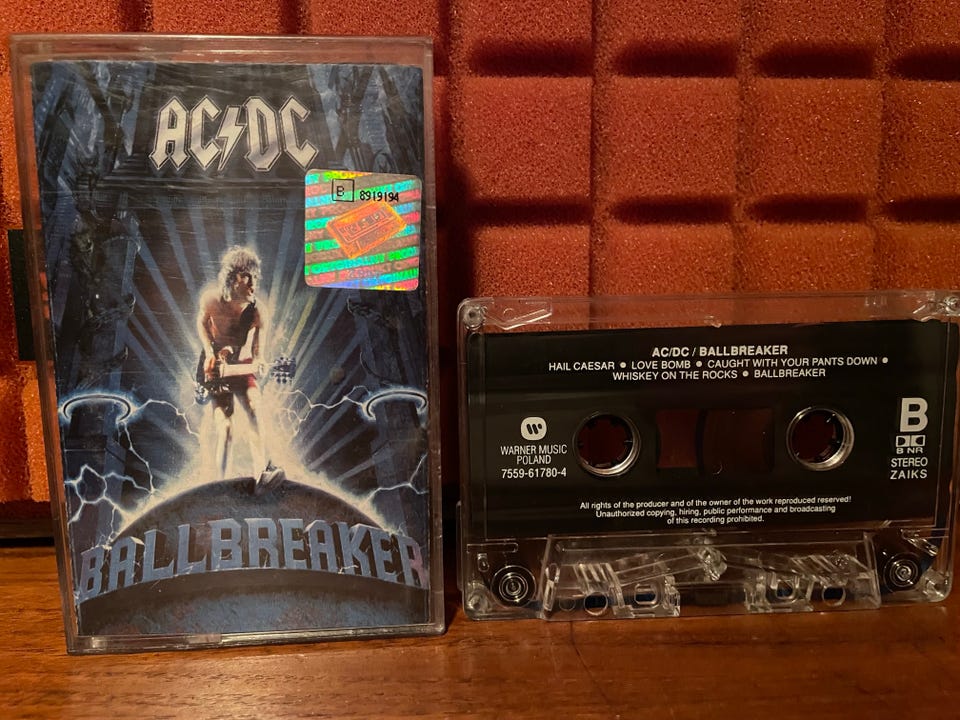 AC DC
B 8919194
ORYGINALNY PROD
BALLBREAKER
AC/DC / BALLBREAKER
HAIL CAESAR • LOVE BOMB • CAUGHT WITH YOUR PANTS DOWN •
WHISKEY ON THE ROCKS • BALLBREAKER
WARNER MUSIC
POLAND
7559-61780-4
B
B NR
STEREO
ZAIKS
All rights of the producer and of the owner of the work reproduced reserved!
Unauthorized copying, hiring, public performance and broadcasting
of this recording prohibited.